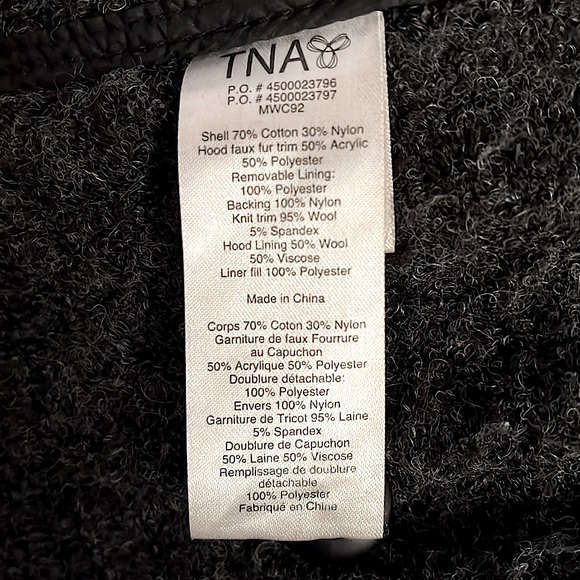 TNA
P.O. # 4500023796
P.O. # 4500023797
MWC92
Shell 70% Cotton 30% Nylon
Hood faux fur trim 50% Acrylic
50% Polyester
Removable Lining:
100% Polyester
Backing 100% Nylon
Knit trim 95% Wool
5% Spandex
Hood Lining 50% Wool
50% Viscose
Liner fill 100% Polyester
Made in China
Corps 70% Coton 30% Nylon
Garniture de faux Fourrure
au Capuchon
50% Acrylique 50% Polyester
Doublure détachable:
100% Polyester
Envers 100% Nylon
Garniture de Tricot 95% Laine
5% Spandex
Doublure de Capuchon
50% Laine 50% Viscose
Remplissage de doublure
détachable
100% Polyester
Fabriqué en Chine